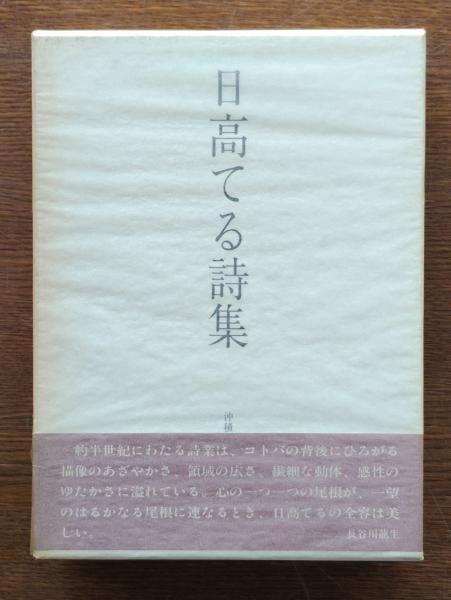 日高てる詩集
沖積
約半世紀にわたる詩業は、コトバの背後にひろがる
描像のあざやかさ、領域の広さ、繊細な動体、感性の
ゆたかさに溢れている。心の一つ一つの尾根が、一望
のはるかなる尾根に連なるとき、日高てるの全容は美
しい。
長谷川龍生